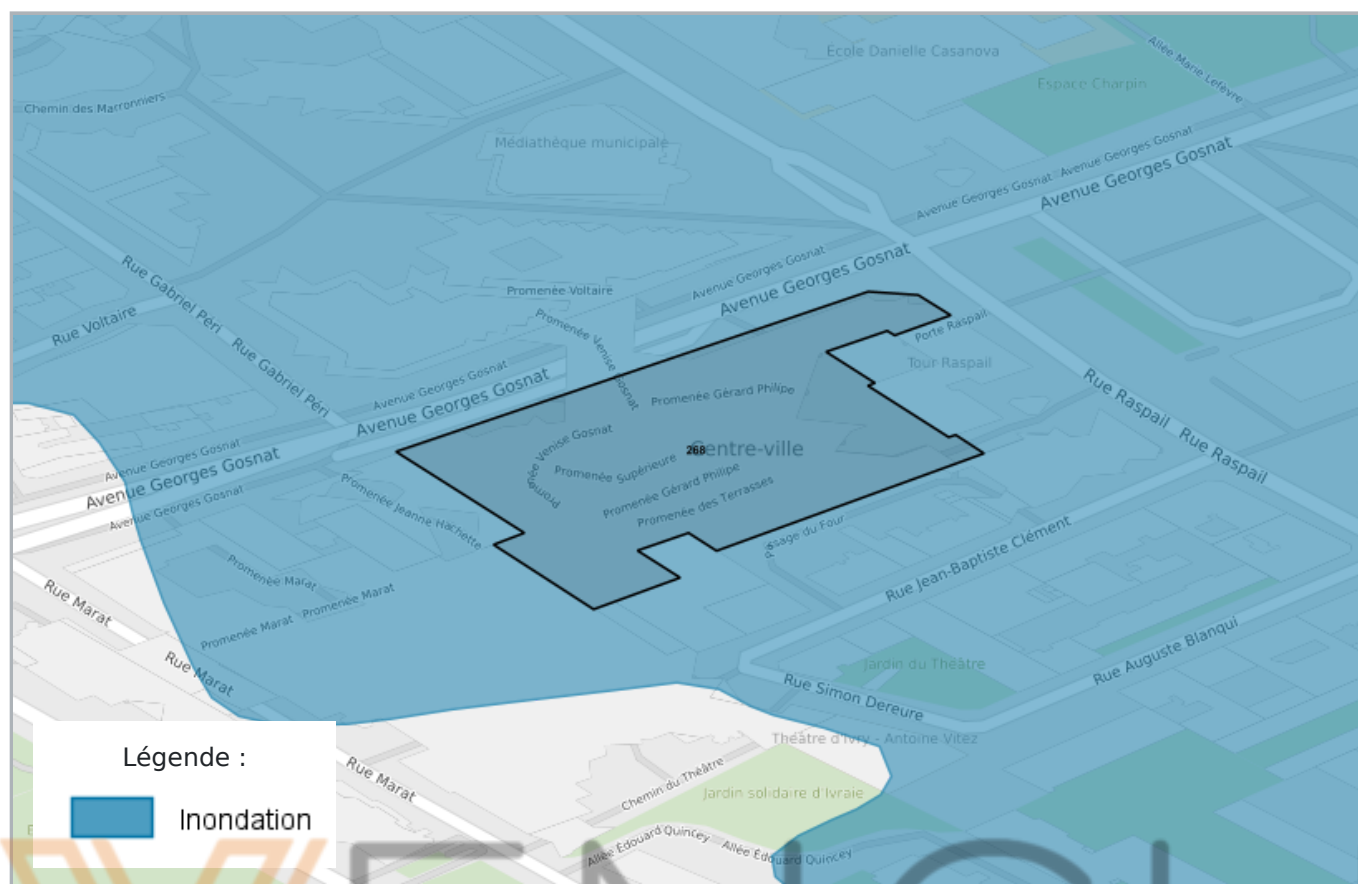 École Danielle Casanova
Allée Marie Lefèvre
Espace Charpin
Chemin des Marronniers
Médiathèque municipale
Avenue Georges Gosnat
Avenue Georges Gosnat
Avenue Georges Gosnat
Avenue Georges Gosnat
Avenue Georges Gosnat
Rue Gabriel Péri
Rue Gabriel Péri
Promenée Voltaire
Rue Voltaire
Promenée Venise Gosnat
Porte Raspail
Tour Raspail
Avenue Georges Gosnat
Avenue Georges Gosnat
Promenée Gérard Philipe
Rue Raspail
Rue Raspail
Promenée Venise Gosnat
268
Centre-ville
Avenue Georges Gosnat
Avenue Georges Gosnat
Avenue Georges Gosnat
Promenée Supérieure
Promenée Gérard Philipe
Promenée des Terrasses
Promenée Jeanne Hachette
Passage du Four
Rue Jean-Baptiste Clément
Promenée Marat
Promenée Marat
Promenée Marat
Rue Marat
Rue Marat
Rue Marat
Jardin du Théâtre
Rue Auguste Blanqui
Rue Simon Dereure
Théâtre d'Ivry - Antoine Vitez
Chemin du Théâtre
Jardin solidaire d'Ivraie
Allée Édouard Quincey
Allée Édouard Quincey
Légende :
Inondation